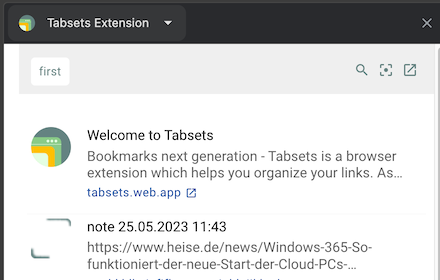 Tabsets Extension
first
Welcome to Tabsets
Bookmarks next generation - Tabsets is a browser
extension which helps you organize your links. As...
tabsets.web.app
note 25.05.2023 11:43
https://www.heise.de/news/Windows-365-So-
funktioniert-der-neue-Start-der-Cloud-PCs-